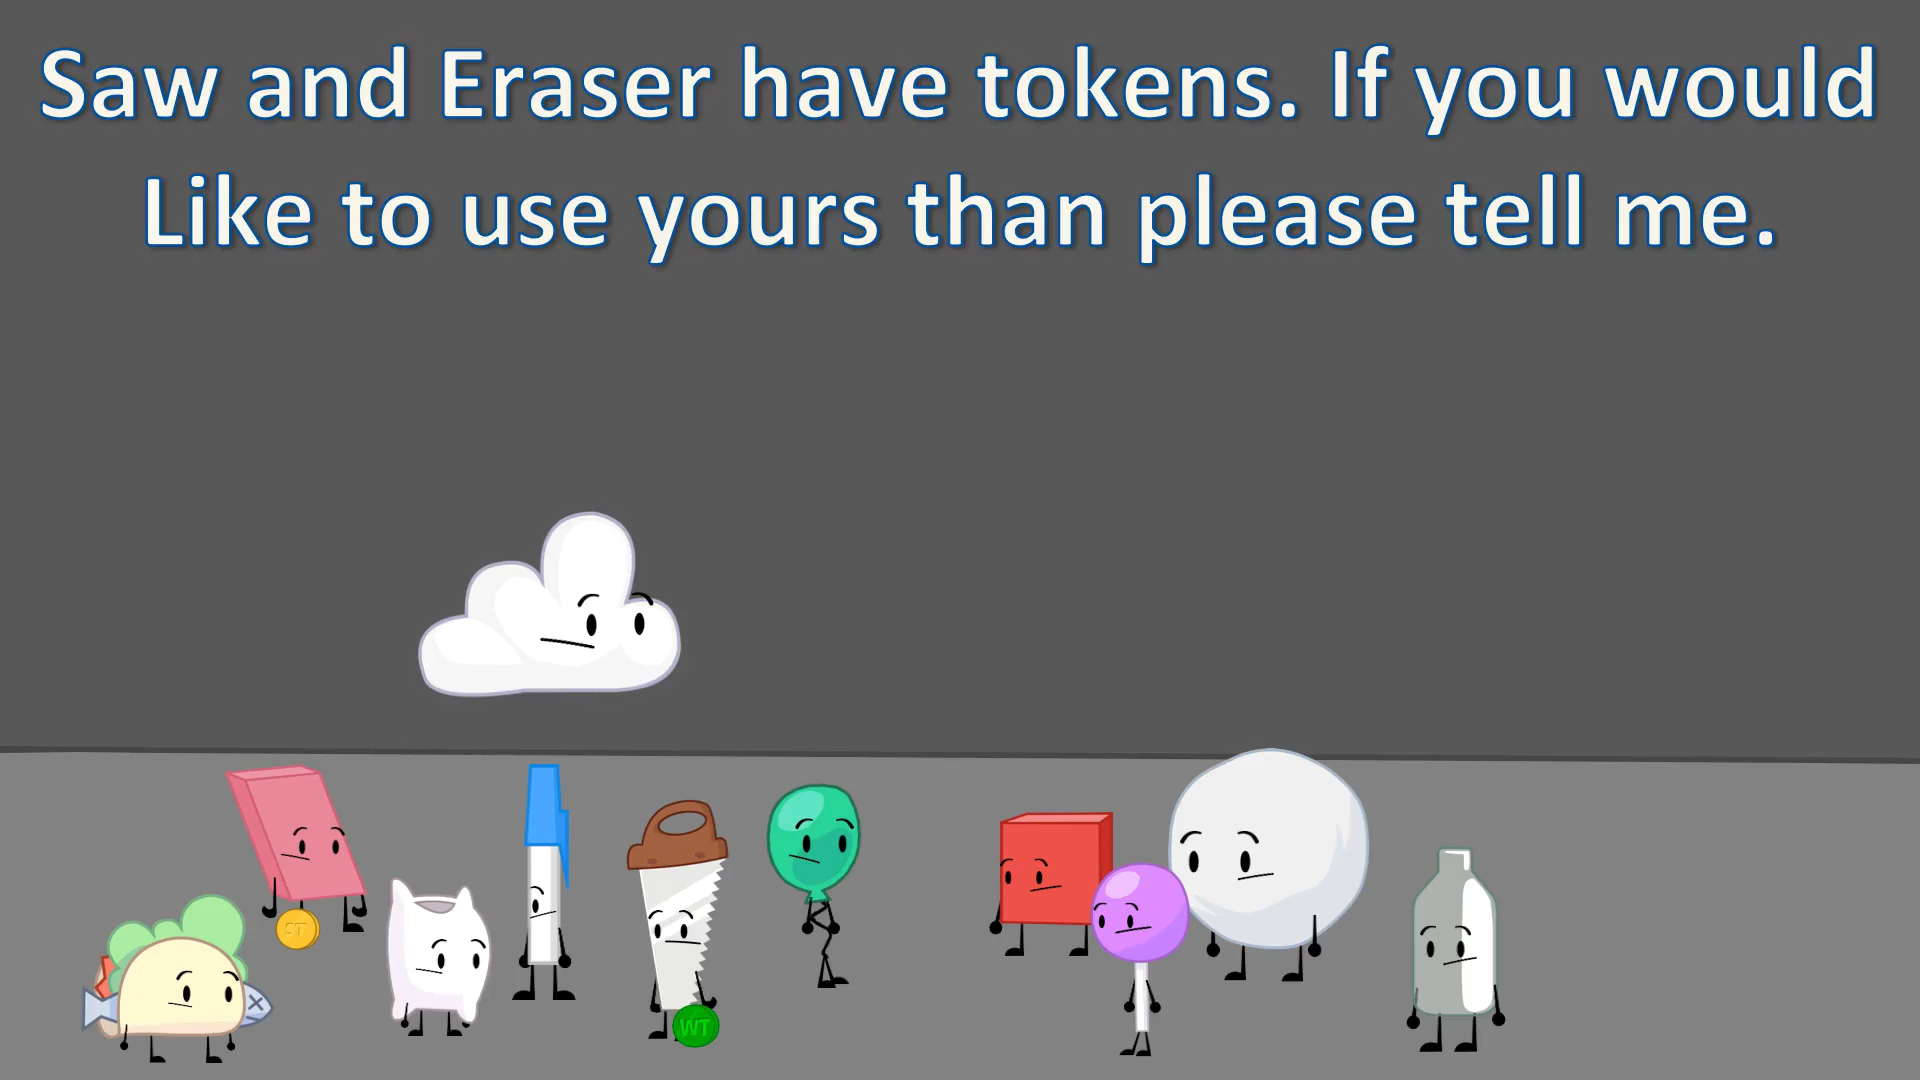 Saw and Eraser have tokens. If you would
Like to use yours than please tell me.
ST
WT